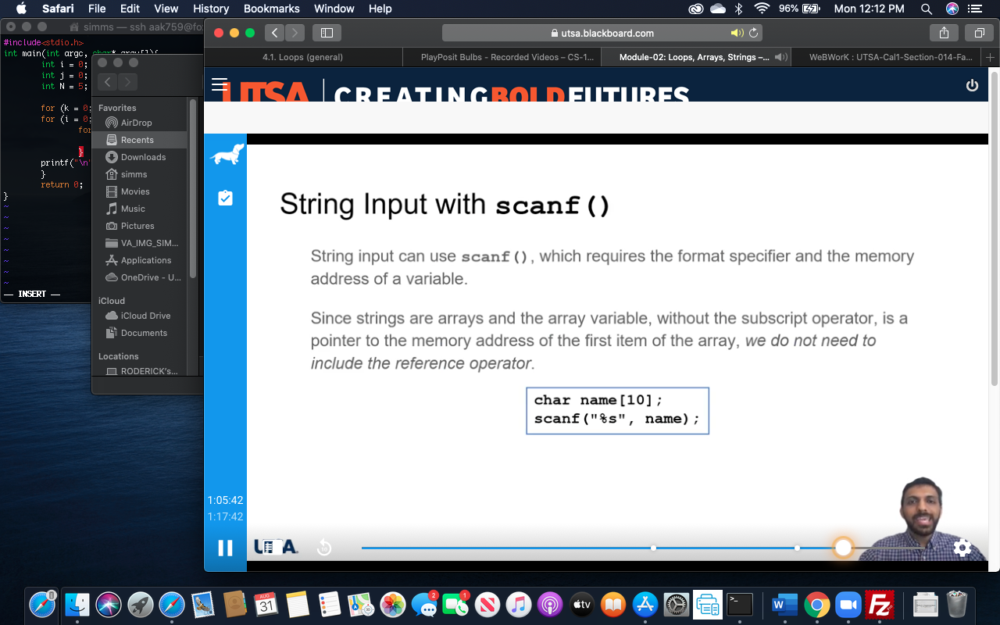 Safari File Edit View History Bookmarks Window Help 96% Mon 12:12 PM
simms — ssh aak759@fo
#include<stdio.h>
int main(int argc, char* argv[]){
int i = 0;
int j = 0;
int N = 5;
for (k = 0;
for (i = 0;
for
}
printf("\n"
}
return 0;
}
~
~
~
~
~
~
~
~
— INSERT —
Favorites
AirDrop
Recents
Downloads
simms
Movies
Music
Pictures
VA_IMG_SIM...
Applications
OneDrive - U...
iCloud
iCloud Drive
Documents
Locations
RODERICK's...
utsa.blackboard.com
4.1. Loops (general)
PlayPosit Bulbs - Recorded Videos – CS-1...
Module-02: Loops, Arrays, Strings –...
WeBWorK : UTSA-Cal1-Section-014-Fa...
UTSA CREATINGBOLDFUTURES
String Input with scanf()
String input can use scanf(), which requires the format specifier and the memory
address of a variable.
Since strings are arrays and the array variable, without the subscript operator, is a
pointer to the memory address of the first item of the array, we do not need to
include the reference operator.
char name[10];
scanf("%s", name);
1:05:42
1:17:42
10
AUG
31
2
1
tv
W
Fz